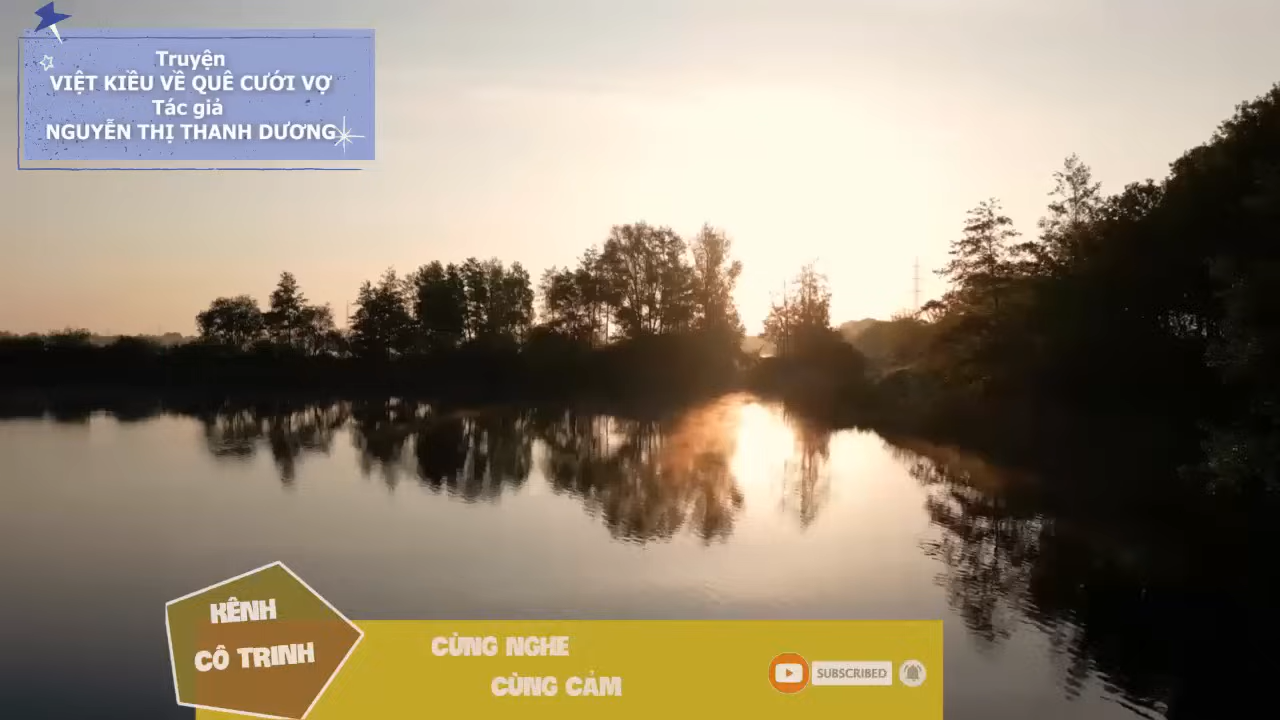 Truyện
VIỆT KIỀU VỀ QUÊ CƯỚI VỢ
Tác giả
NGUYỄN THỊ THANH DƯƠNG
KÊNH
CÔ TRINH
CÙNG NGHE
CÙNG CẢM
SUBSCRIBED